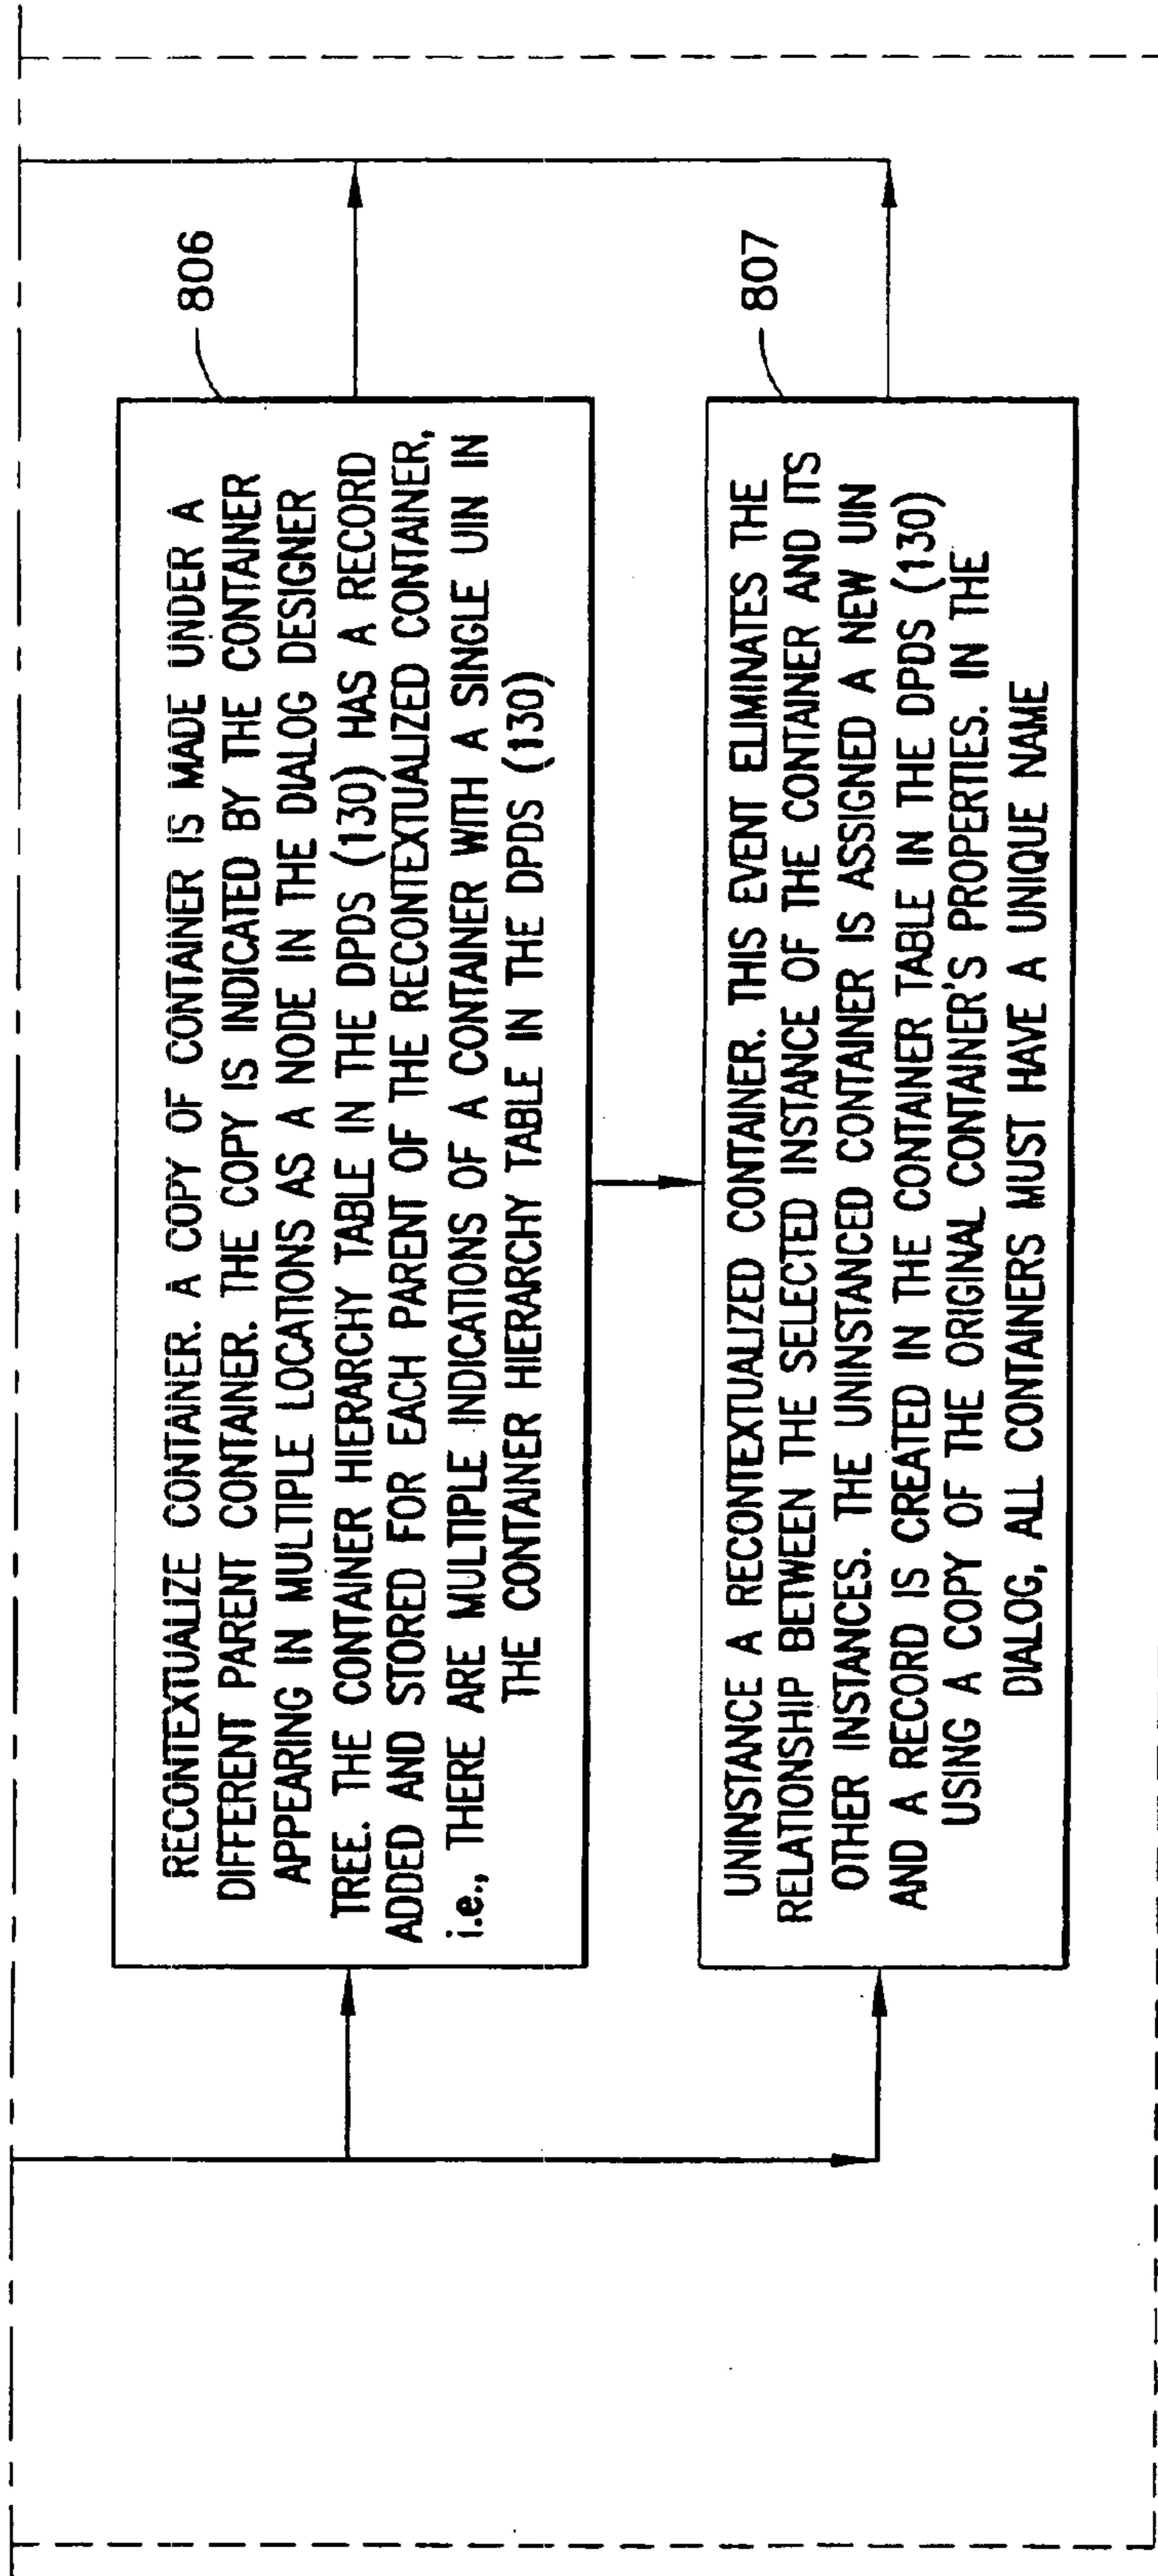 RECONTEXTUALIZE CONTAINER. A COPY OF CONTAINER IS MADE UNDER A
DIFFERENT PARENT CONTAINER. THE COPY IS INDICATED BY THE CONTAINER
APPEARING IN MULTIPLE LOCATIONS AS A NODE IN THE DIALOG DESIGNER
TREE. THE CONTAINER HIERARCHY TABLE IN THE DPDS (130) HAS A RECORD
ADDED AND STORED FOR EACH PARENT OF THE RECONTEXTUALIZED CONTAINER,
i.e., THERE ARE MULTIPLE INDICATIONS OF A CONTAINER WITH A SINGLE UIN IN
THE CONTAINER HIERARCHY TABLE IN THE DPDS (130)
806
UNINSTANCE A RECONTEXTUALIZED CONTAINER. THIS EVENT ELIMINATES THE
RELATIONSHIP BETWEEN THE SELECTED INSTANCE OF THE CONTAINER AND ITS
OTHER INSTANCES. THE UNINSTANCED CONTAINER IS ASSIGNED A NEW UIN
AND A RECORD IS CREATED IN THE CONTAINER TABLE IN THE DPDS (130)
USING A COPY OF THE ORIGINAL CONTAINER'S PROPERTIES. IN THE
DIALOG, ALL CONTAINERS MUST HAVE A UNIQUE NAME
807